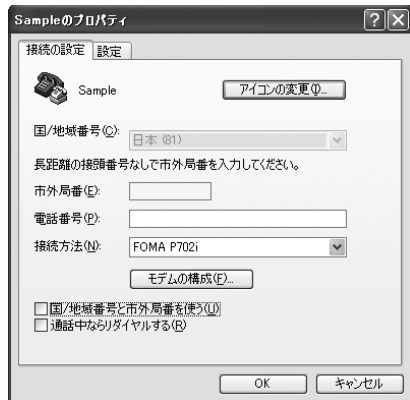 Sampleのプロパティ
接続の設定 設定
Sample アイコンの変更(I)...
国/地域番号(C): 日本 (81)
長距離の接頭番号なしで市外局番を入力してください。
市外局番(E):
電話番号(P):
接続方法(N): FOMA P702i
モデムの構成(F)...
国/地域番号と市外局番を使う(U)
通話中ならリダイヤルする(R)
OK キャンセル